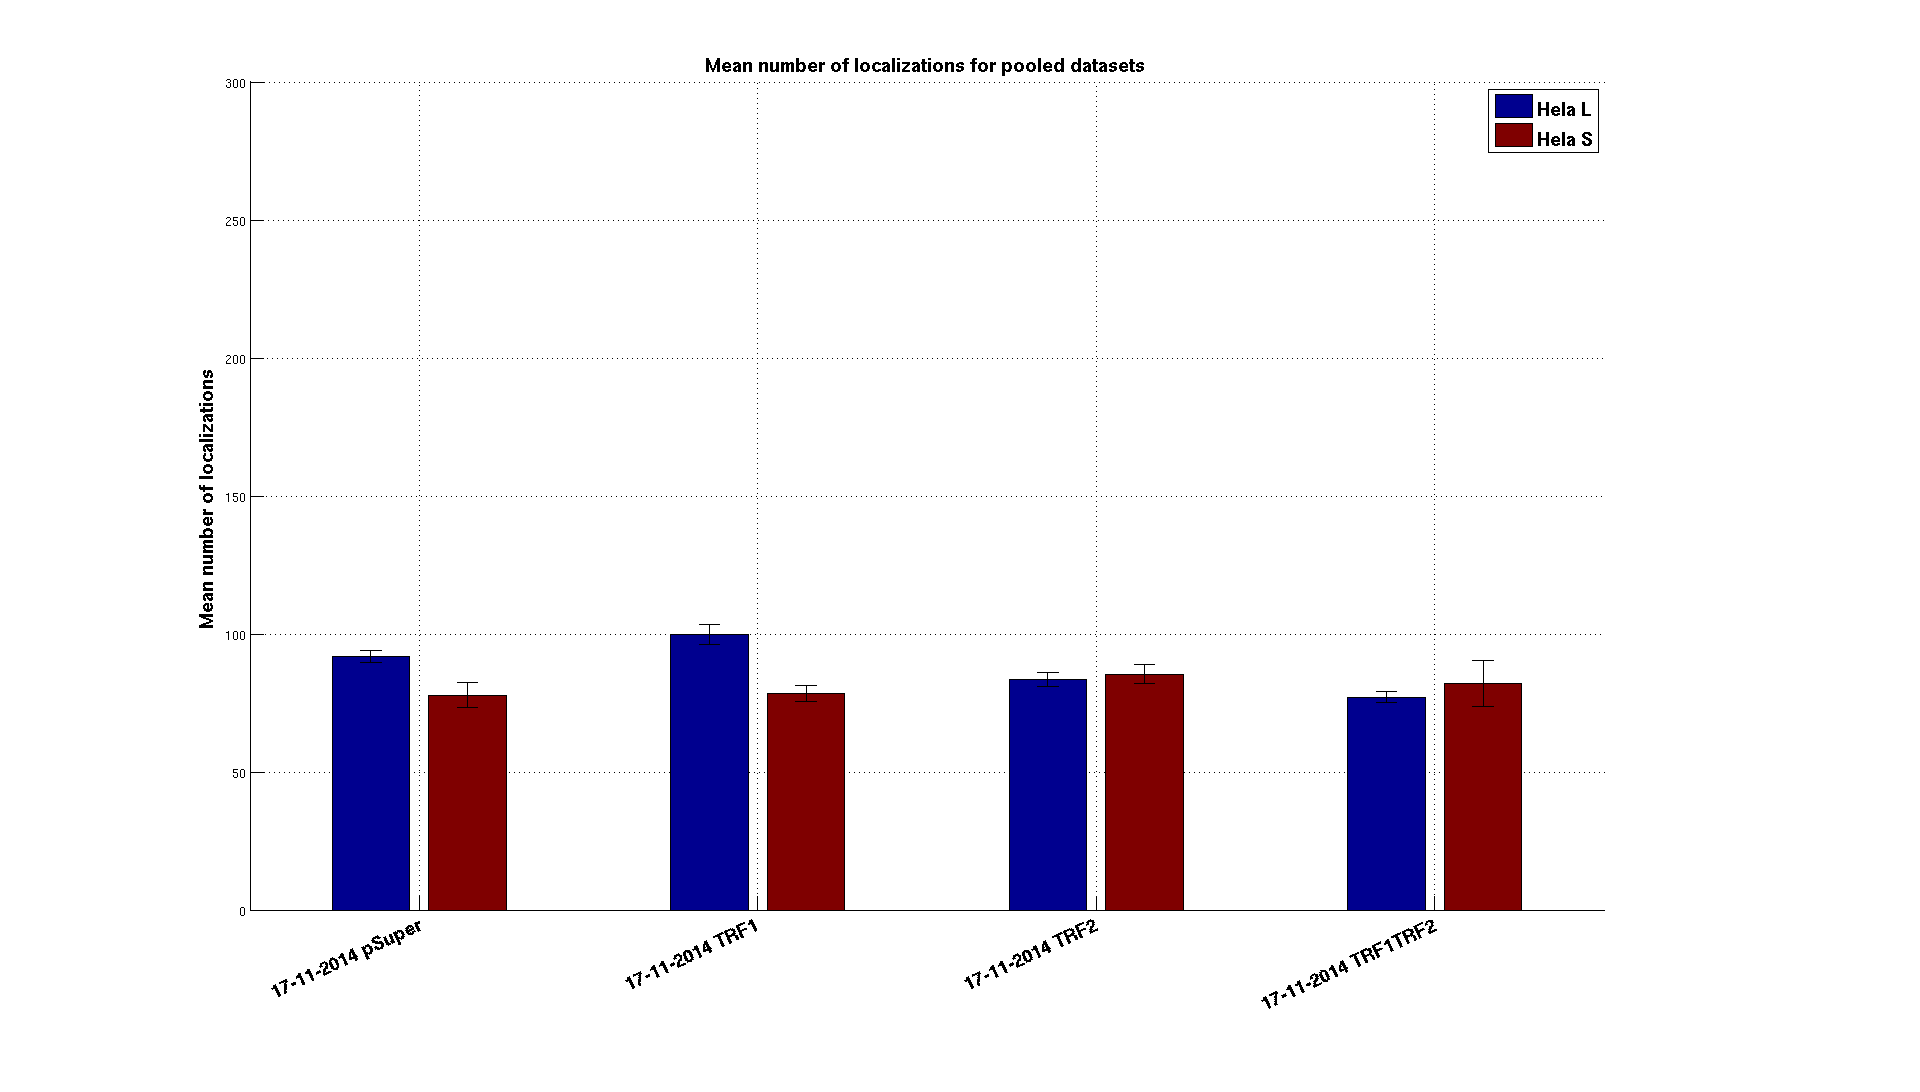 Mean number of localizations for pooled datasets
Hela L
Hela S
Mean number of localizations
300
250
200
150
100
50
0
17-11-2014 pSuper
17-11-2014 TRF1
17-11-2014 TRF2
17-11-2014 TRF1TRF2